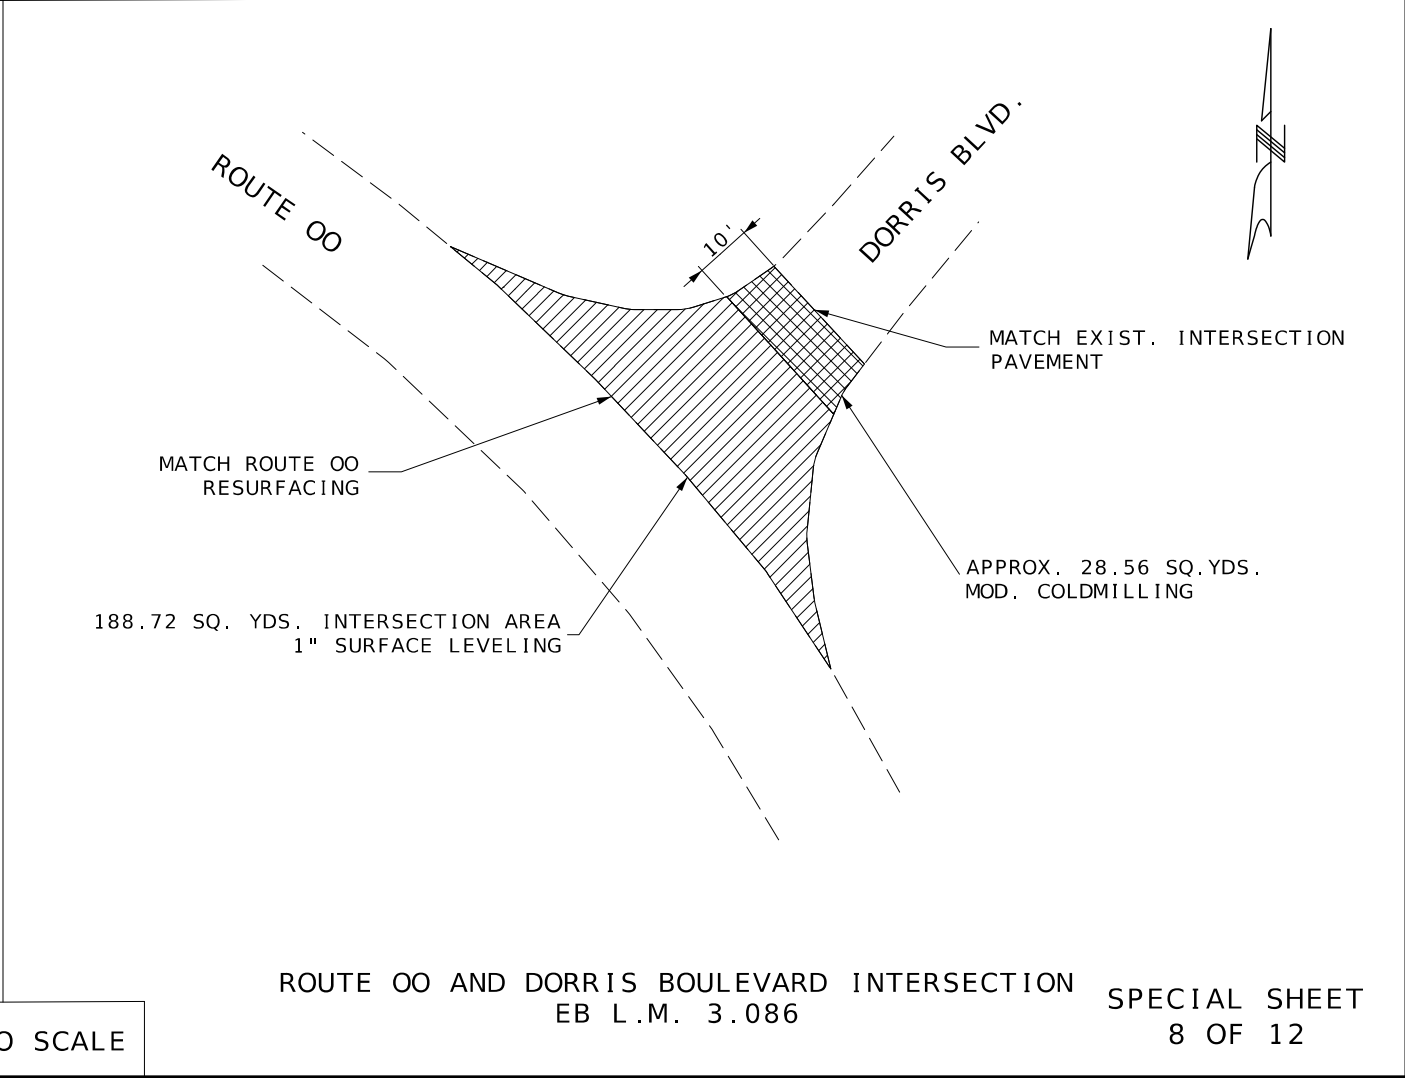 ROUTE OO
DORRIS BLVD.
N
10'
MATCH EXIST. INTERSECTION
PAVEMENT
MATCH ROUTE OO
RESURFACING
APPROX. 28.56 SQ.YDS.
MOD. COLDMILLING
188.72 SQ. YDS. INTERSECTION AREA
1" SURFACE LEVELING
ROUTE OO AND DORRIS BOULEVARD INTERSECTION
EB L.M. 3.086
SPECIAL SHEET
8 OF 12
O SCALE